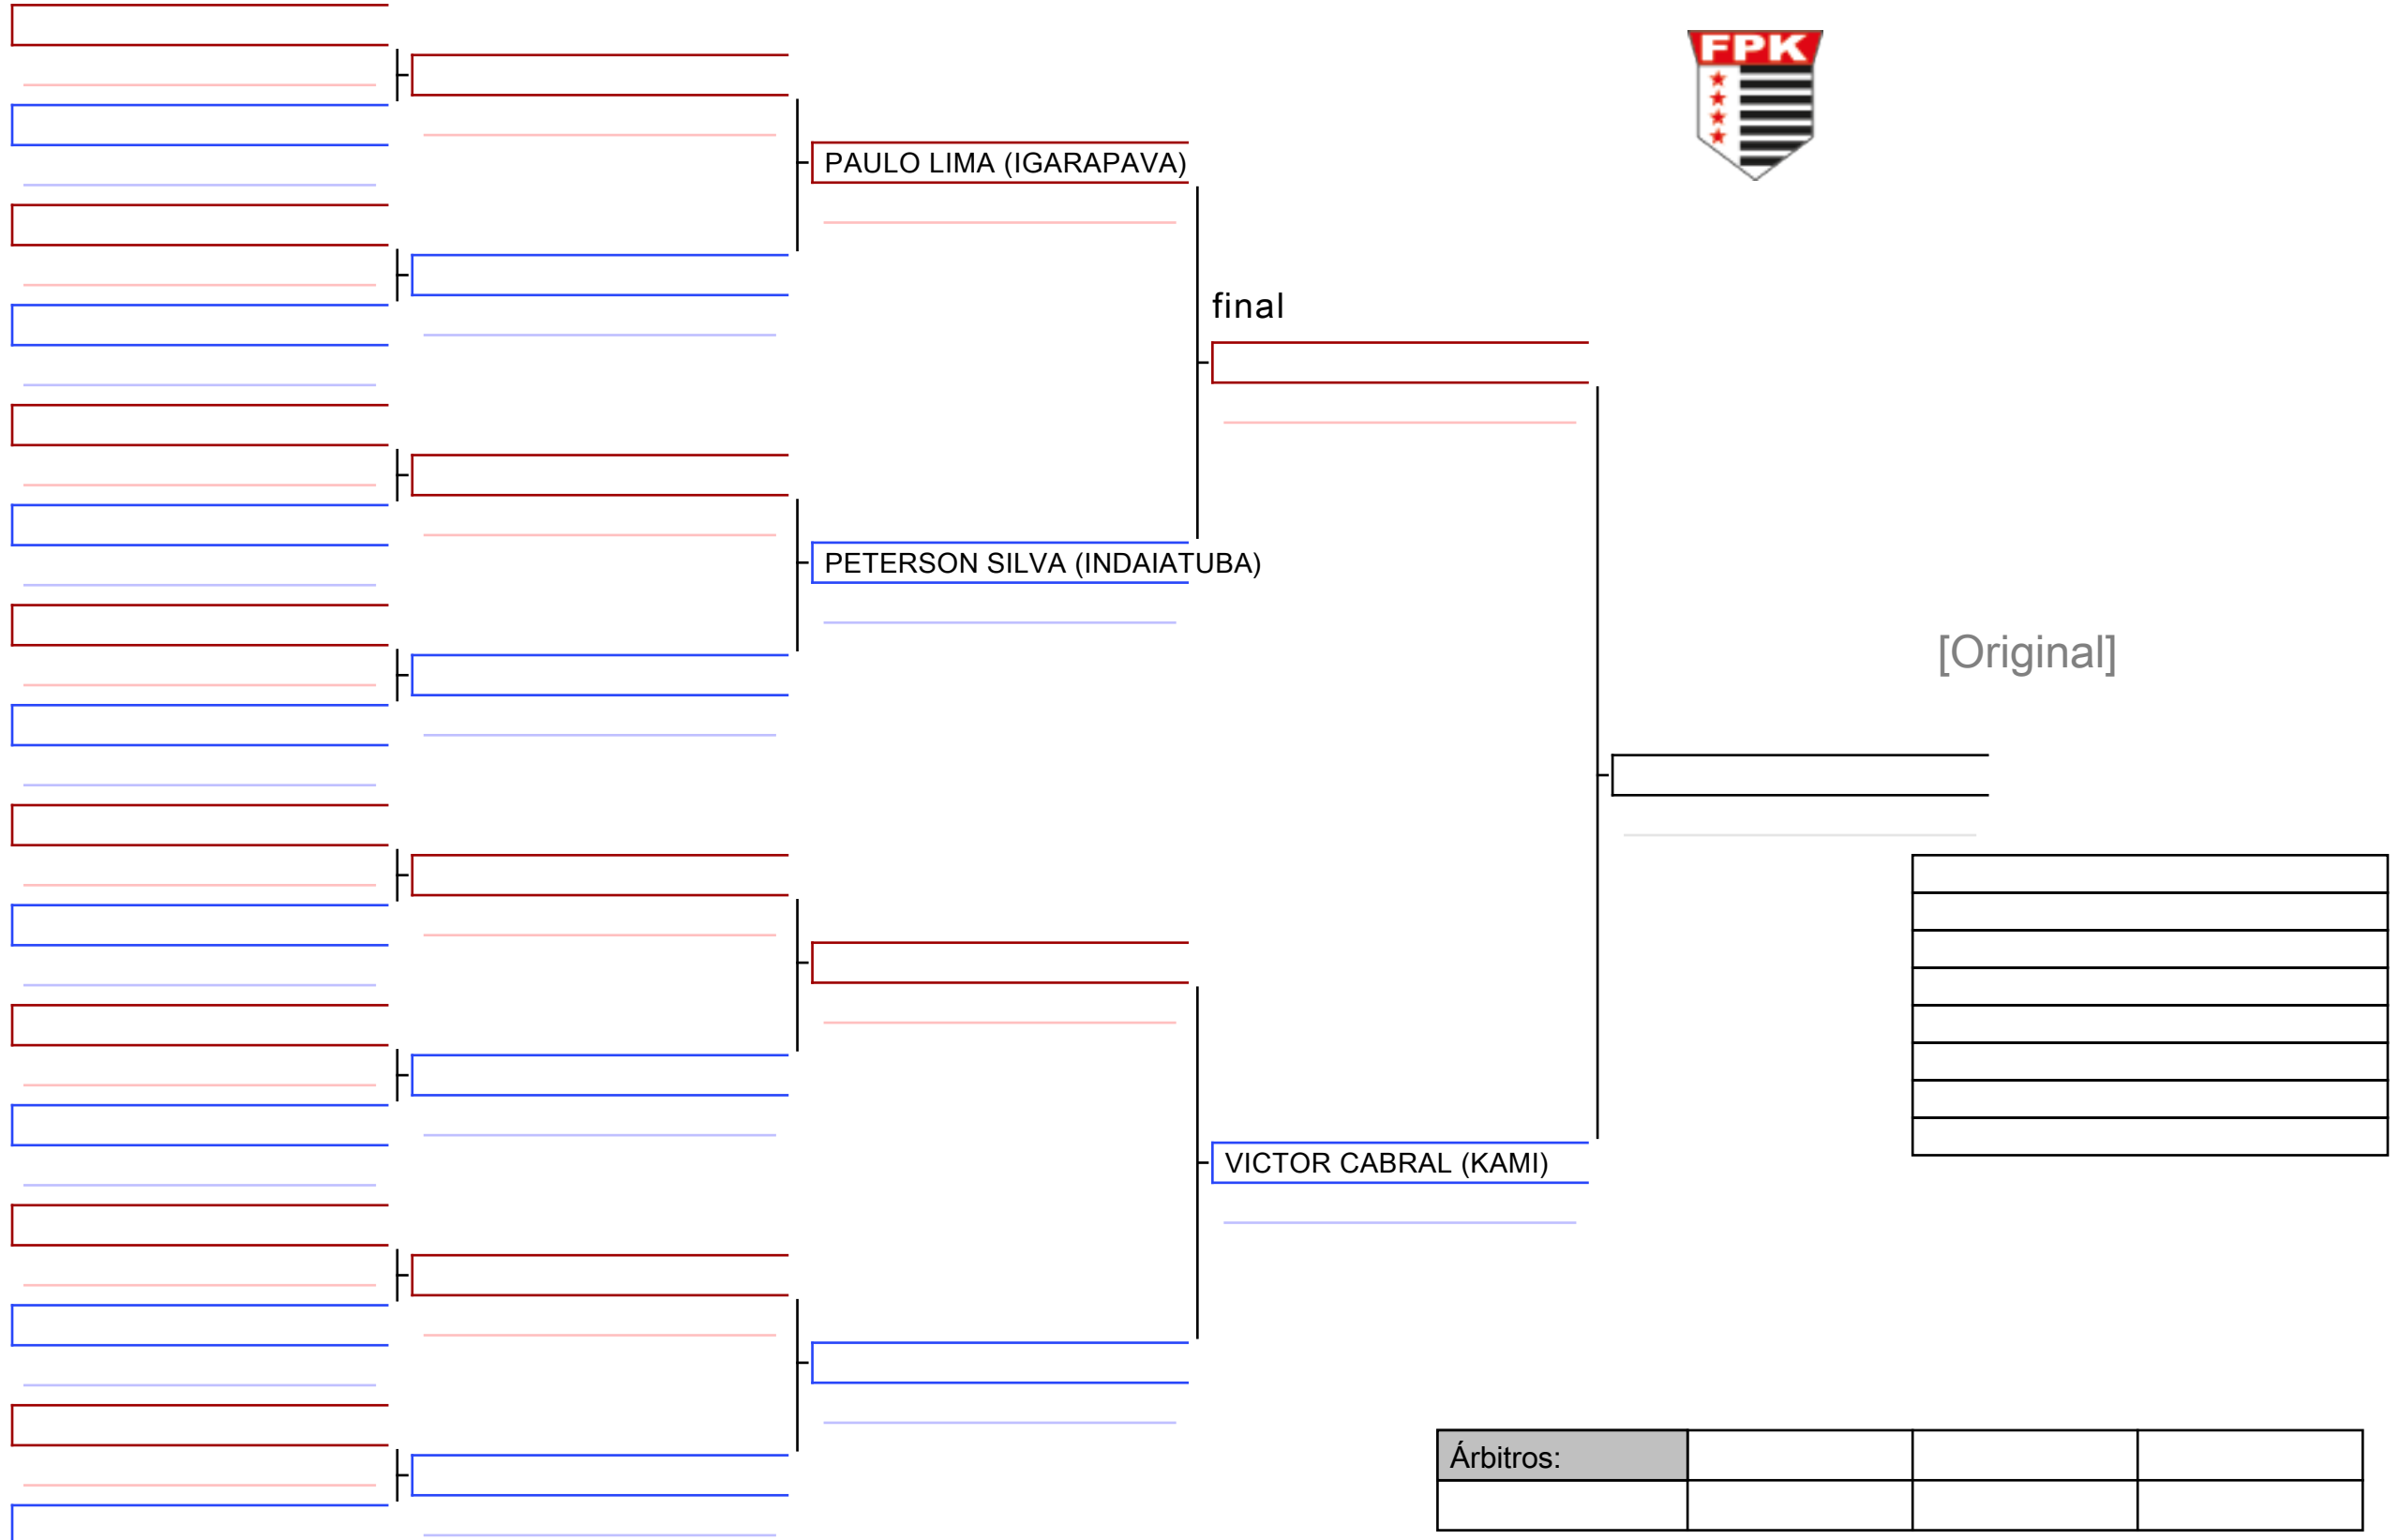 FPK
PAULO LIMA (IGARAPAVA)
final
PETERSON SILVA (INDAIATUBA)
[Original]
VICTOR CABRAL (KAMI)
Árbitros: